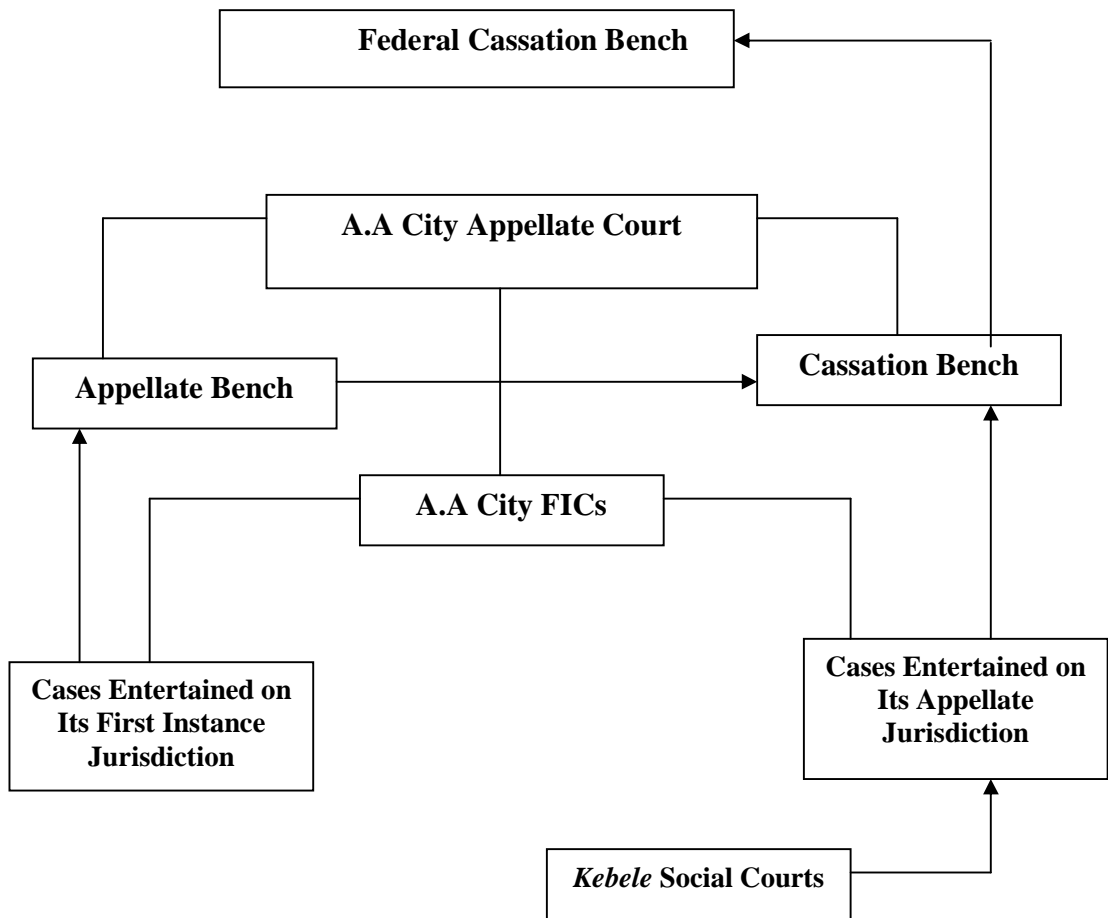 Federal Cassation Bench
A.A City Appellate Court
Appellate Bench
Cassation Bench
A.A City FICs
Cases Entertained on
Its First Instance
Jurisdiction
Cases Entertained on
Its Appellate
Jurisdiction
Kebele Social Courts